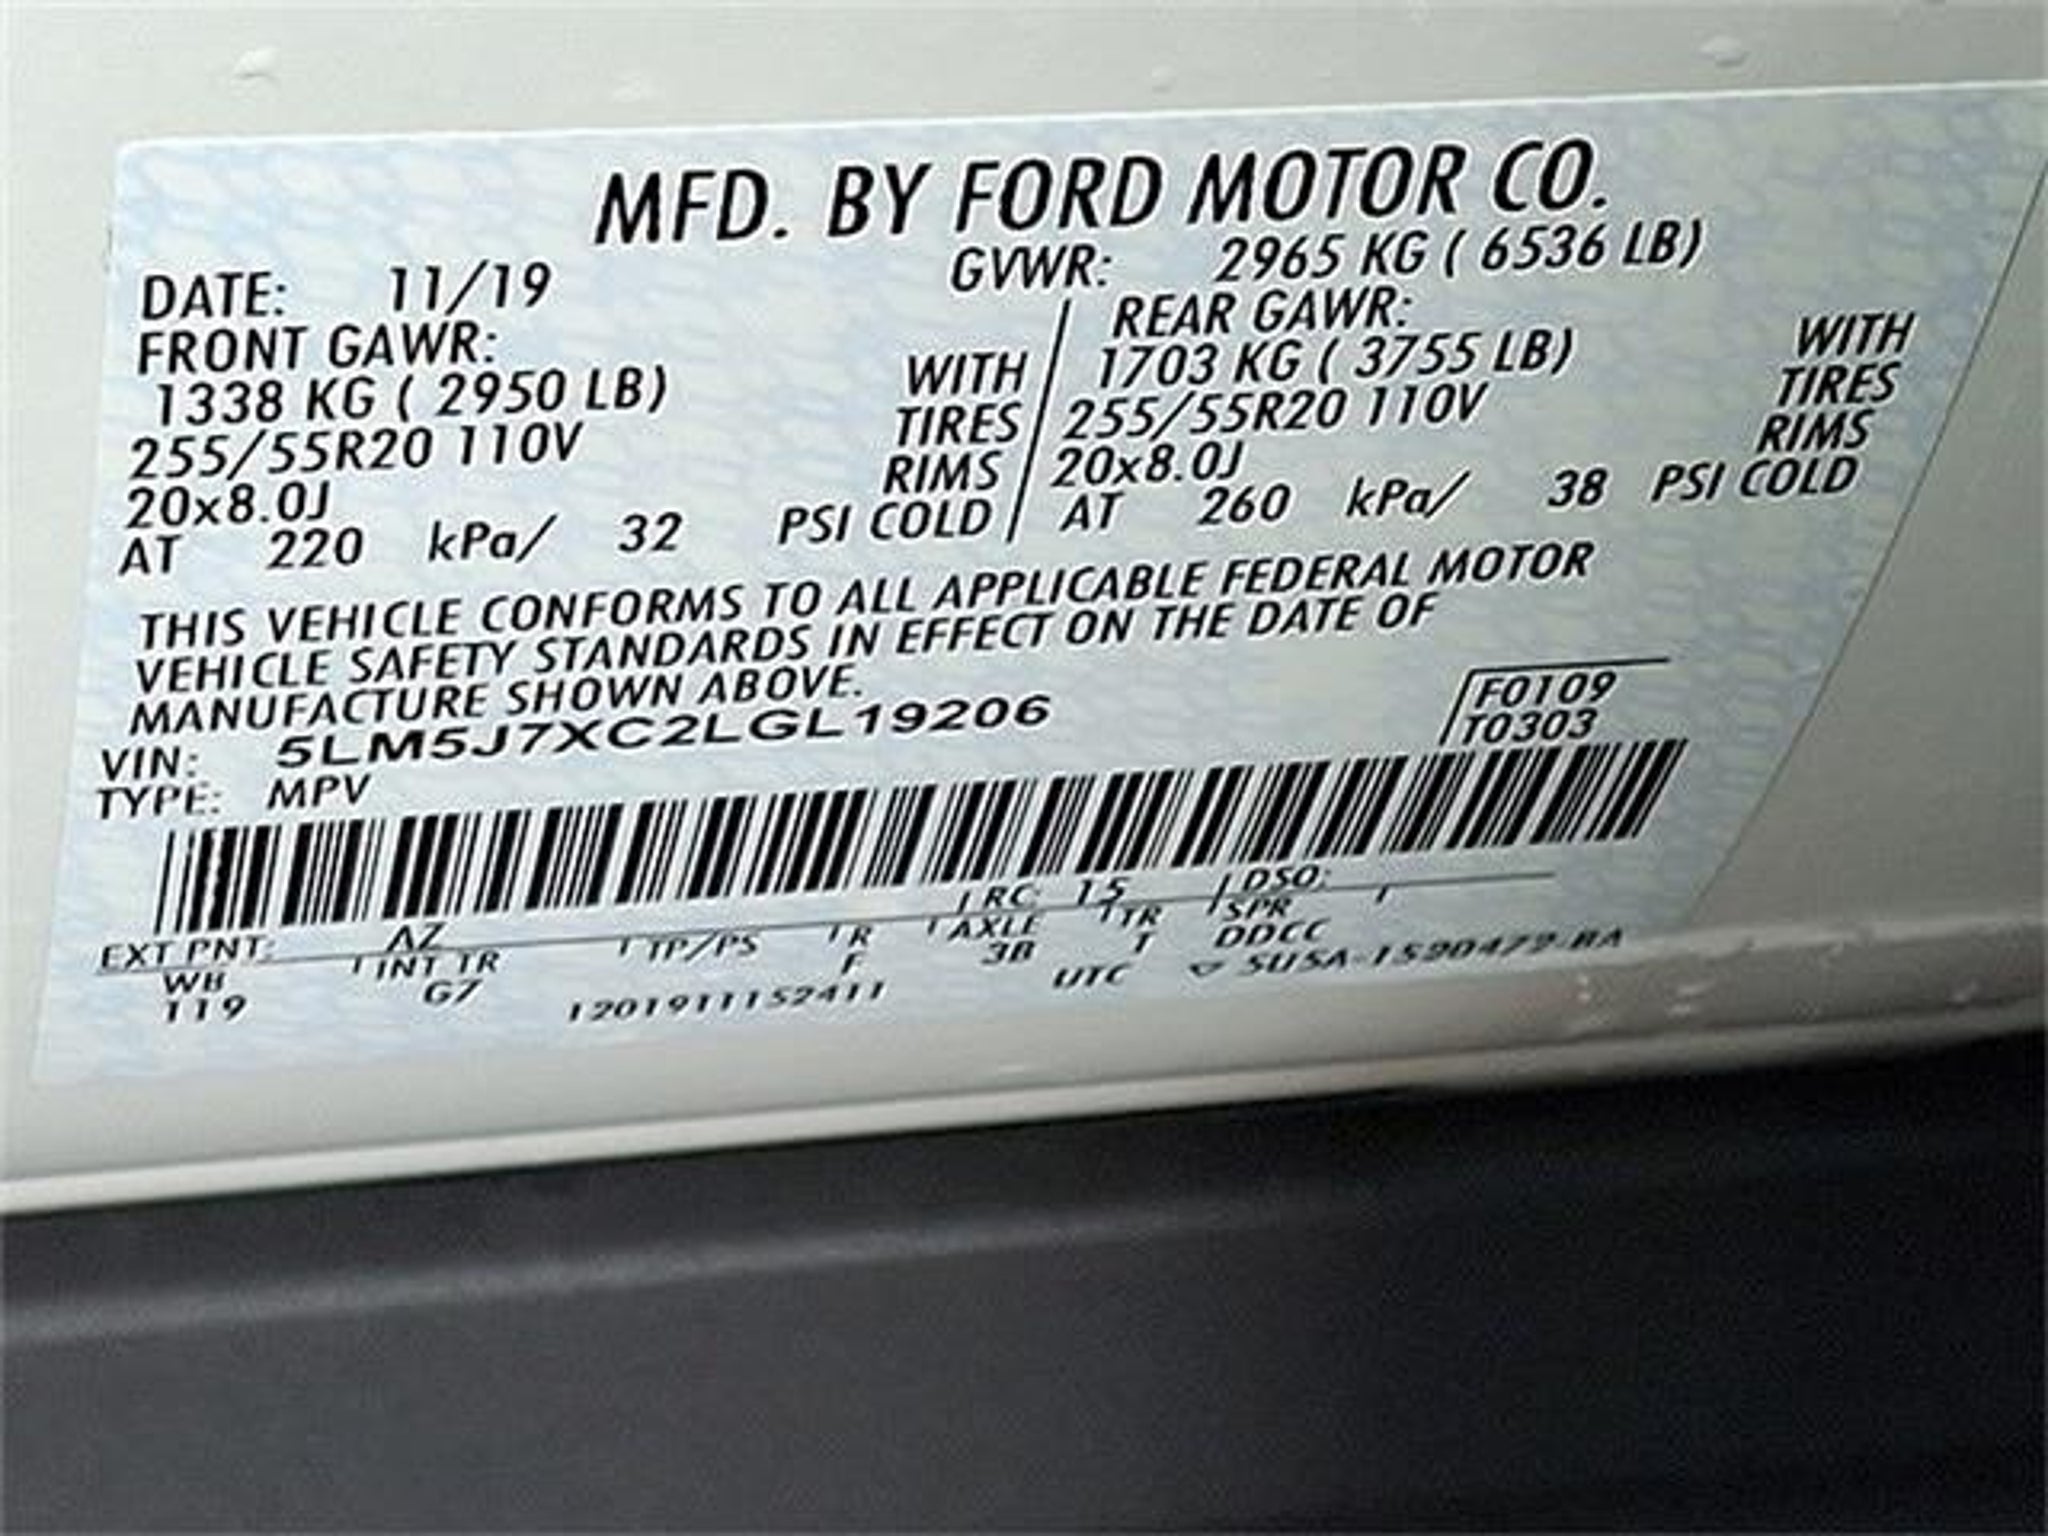 MFD. BY FORD MOTOR CO.
DATE: 11/19 GVWR: 2965 KG ( 6536 LB)
FRONT GAWR: REAR GAWR:
1338 KG ( 2950 LB) WITH 1703 KG ( 3755 LB) WITH
255/55R20 110V TIRES 255/55R20 110V TIRES
20x8.0J RIMS 20x8.0J RIMS
AT 220 kPa/ 32 PSI COLD AT 260 kPa/ 38 PSI COLD
THIS VEHICLE CONFORMS TO ALL APPLICABLE FEDERAL MOTOR
VEHICLE SAFETY STANDARDS IN EFFECT ON THE DATE OF
MANUFACTURE SHOWN ABOVE.
VIN: 5LM5J7XC2LGL19206 F0109
TYPE: MPV T0303
EXT PNT: AZ RC: 15 DSO:
WB INT TR TP/PS R AXLE TR SPR
119 G7 F 3B T DDCC
1201911152411 UTC